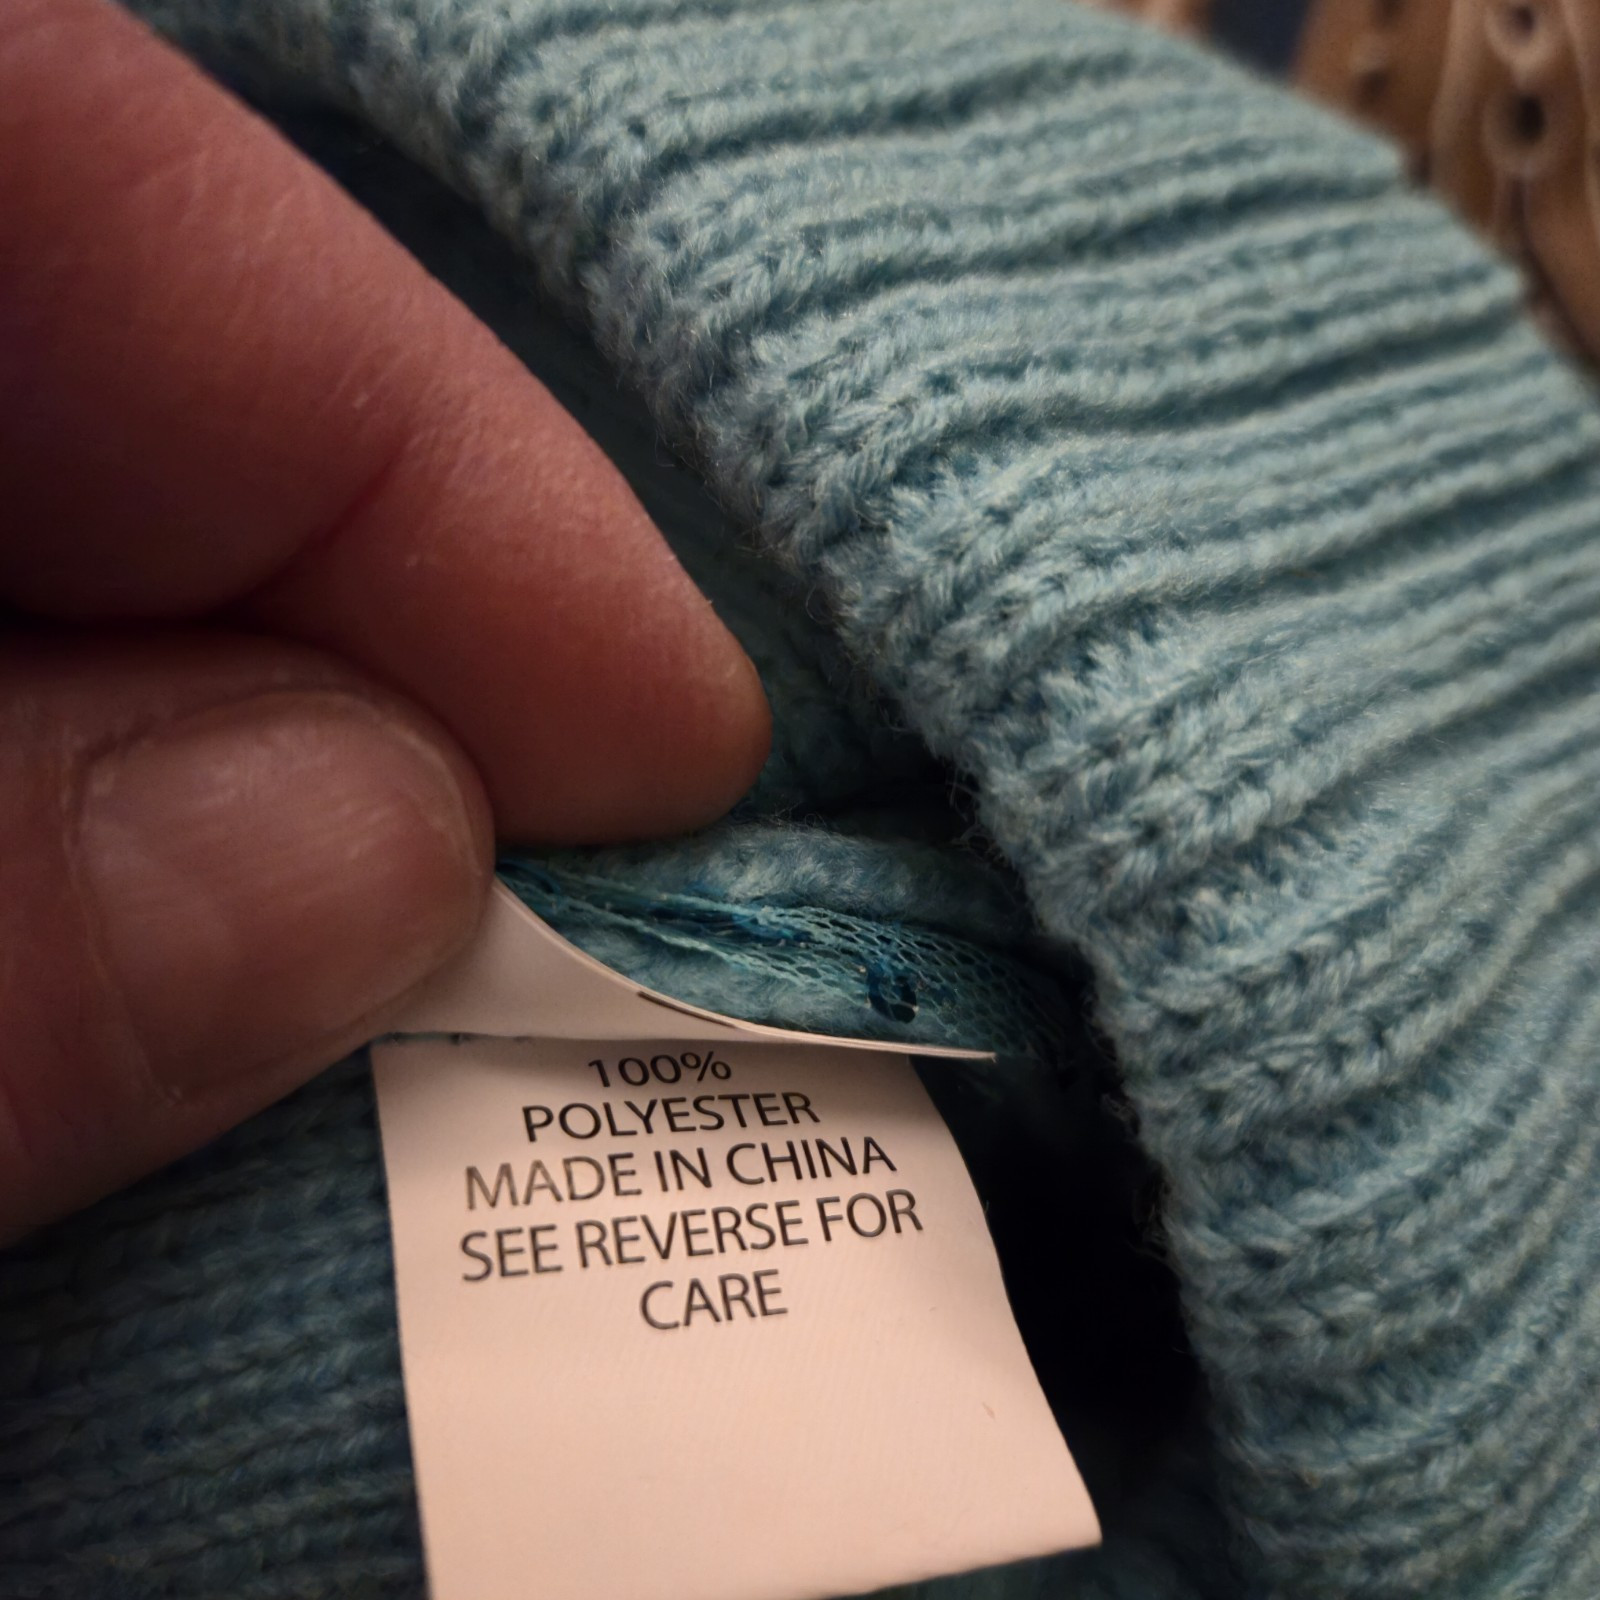 100%
POLYESTER
MADE IN CHINA
SEE REVERSE FOR
CARE